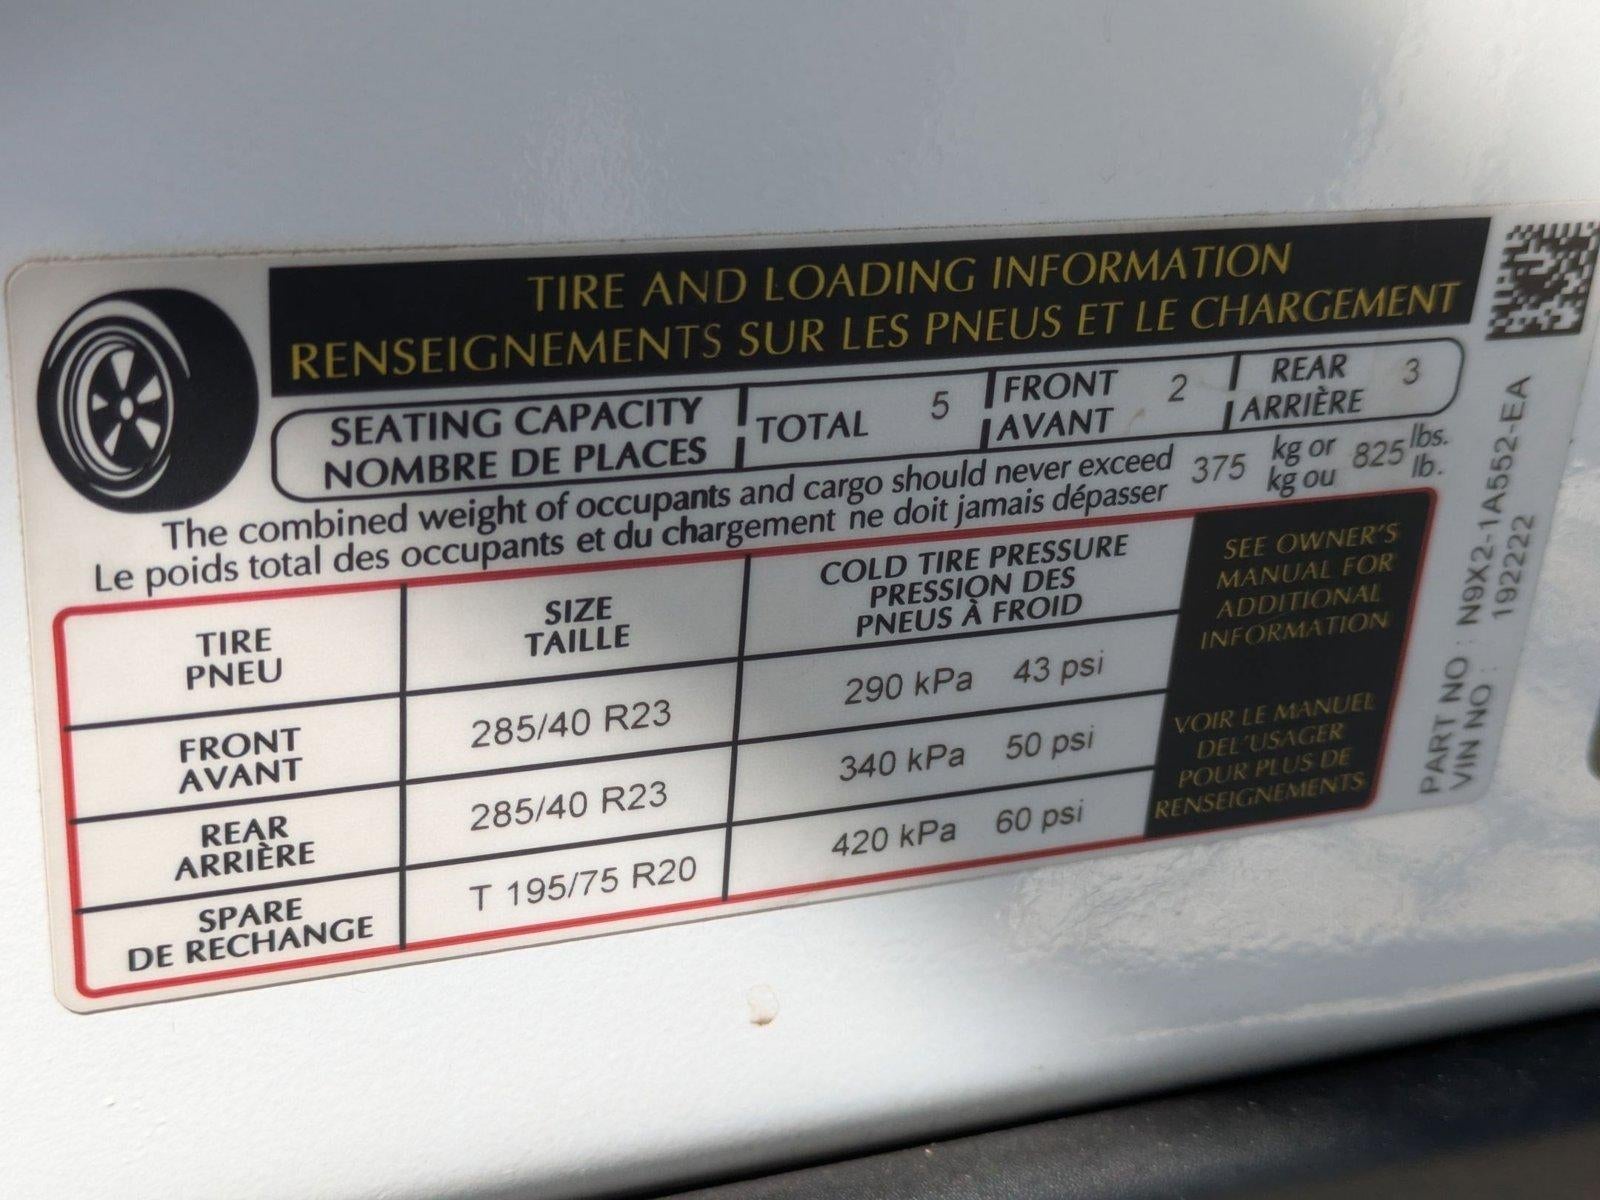 TIRE AND LOADING INFORMATION
RENSEIGNEMENTS SUR LES PNEUS ET LE CHARGEMENT
SEATING CAPACITY
NOMBRE DE PLACES
TOTAL 5
FRONT
AVANT 2
REAR
ARRIÈRE 3
The combined weight of occupants and cargo should never exceed 375 kg or 825 lbs.
Le poids total des occupants et du chargement ne doit jamais dépasser kg ou lb.
TIRE
PNEU
SIZE
TAILLE
COLD TIRE PRESSURE
PRESSION DES
PNEUS À FROID
FRONT
AVANT
285/40 R23
290 kPa 43 psi
REAR
ARRIÈRE
285/40 R23
340 kPa 50 psi
SPARE
DE RECHANGE
T 195/75 R20
420 kPa 60 psi
SEE OWNER'S
MANUAL FOR
ADDITIONAL
INFORMATION
VOIR LE MANUEL
DEL'USAGER
POUR PLUS DE
RENSEIGNEMENTS
PART NO : N9X2-1A552-EA
VIN NO : 1922222